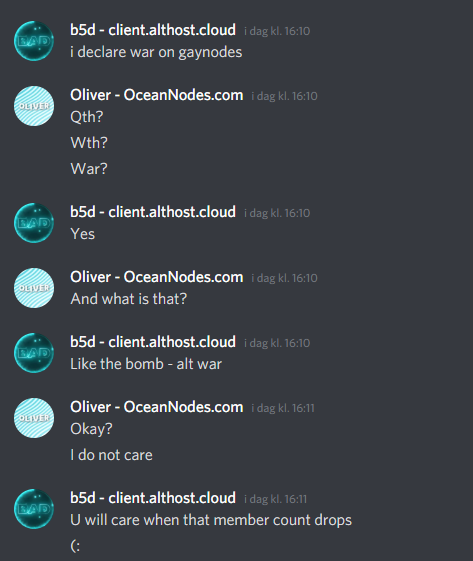 b5d - client.althost.cloud i dag kl. 16:10
i declare war on gaynodes
Oliver - OceanNodes.com i dag kl. 16:10
Qth?
Wth?
War?
b5d - client.althost.cloud i dag kl. 16:10
Yes
Oliver - OceanNodes.com i dag kl. 16:10
And what is that?
b5d - client.althost.cloud i dag kl. 16:10
Like the bomb - alt war
Oliver - OceanNodes.com i dag kl. 16:11
Okay?
I do not care
b5d - client.althost.cloud i dag kl. 16:11
U will care when that member count drops
(: